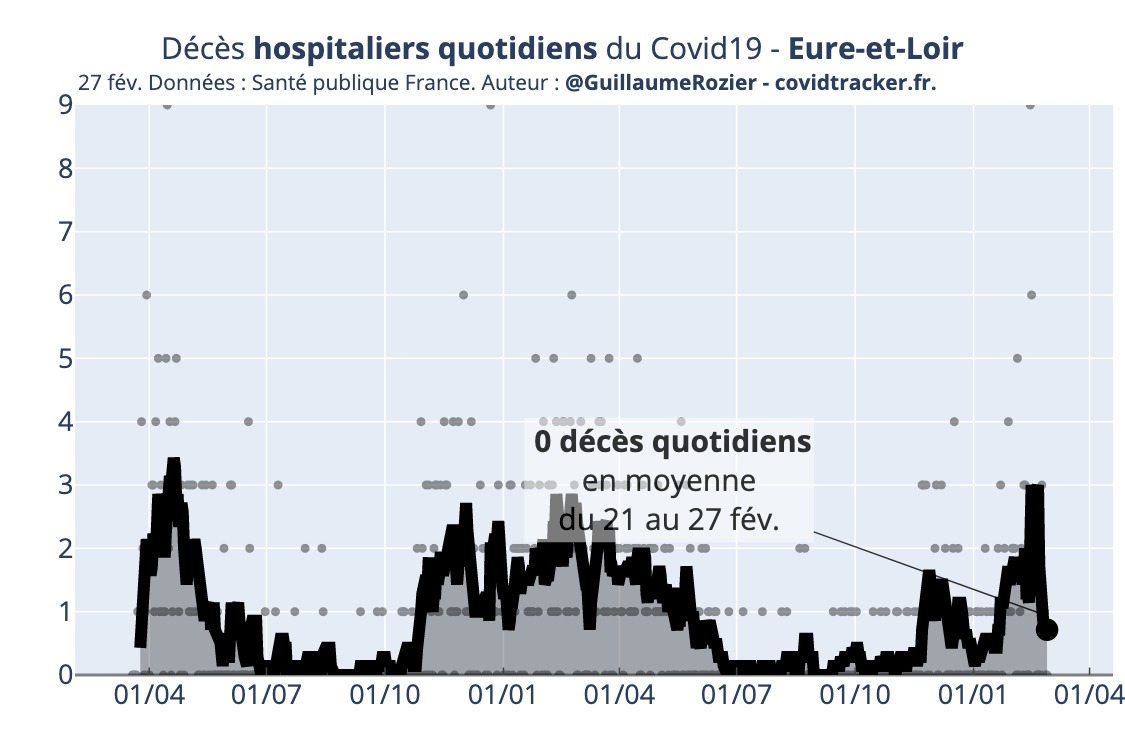 Décès hospitaliers quotidiens du Covid19 - Eure-et-Loir
27 fév. Données : Santé publique France. Auteur : @GuillaumeRozier - covidtracker.fr.
9
8
7
6
5
4
3
2
1
0
0 décès quotidiens
en moyenne
du 21 au 27 fév.
01/04 01/07 01/10 01/01 01/04 01/07 01/10 01/01 01/04